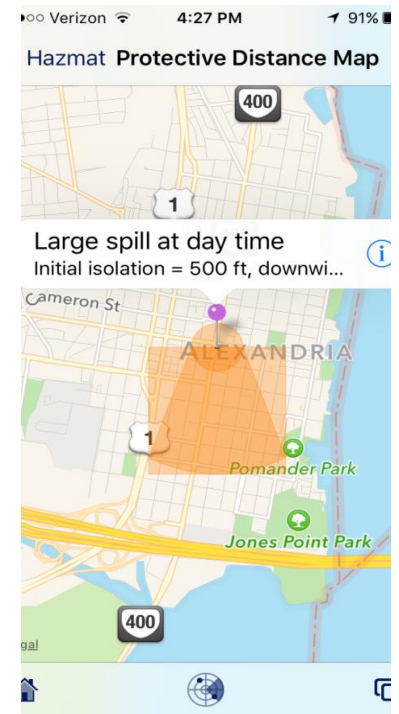 Verizon 4:27 PM 91%
Hazmat Protective Distance Map
400
1
Large spill at day time
Initial isolation = 500 ft, downwi...
Cameron St
ALEXANDRIA
1
Pomander Park
Jones Point Park
400
gal